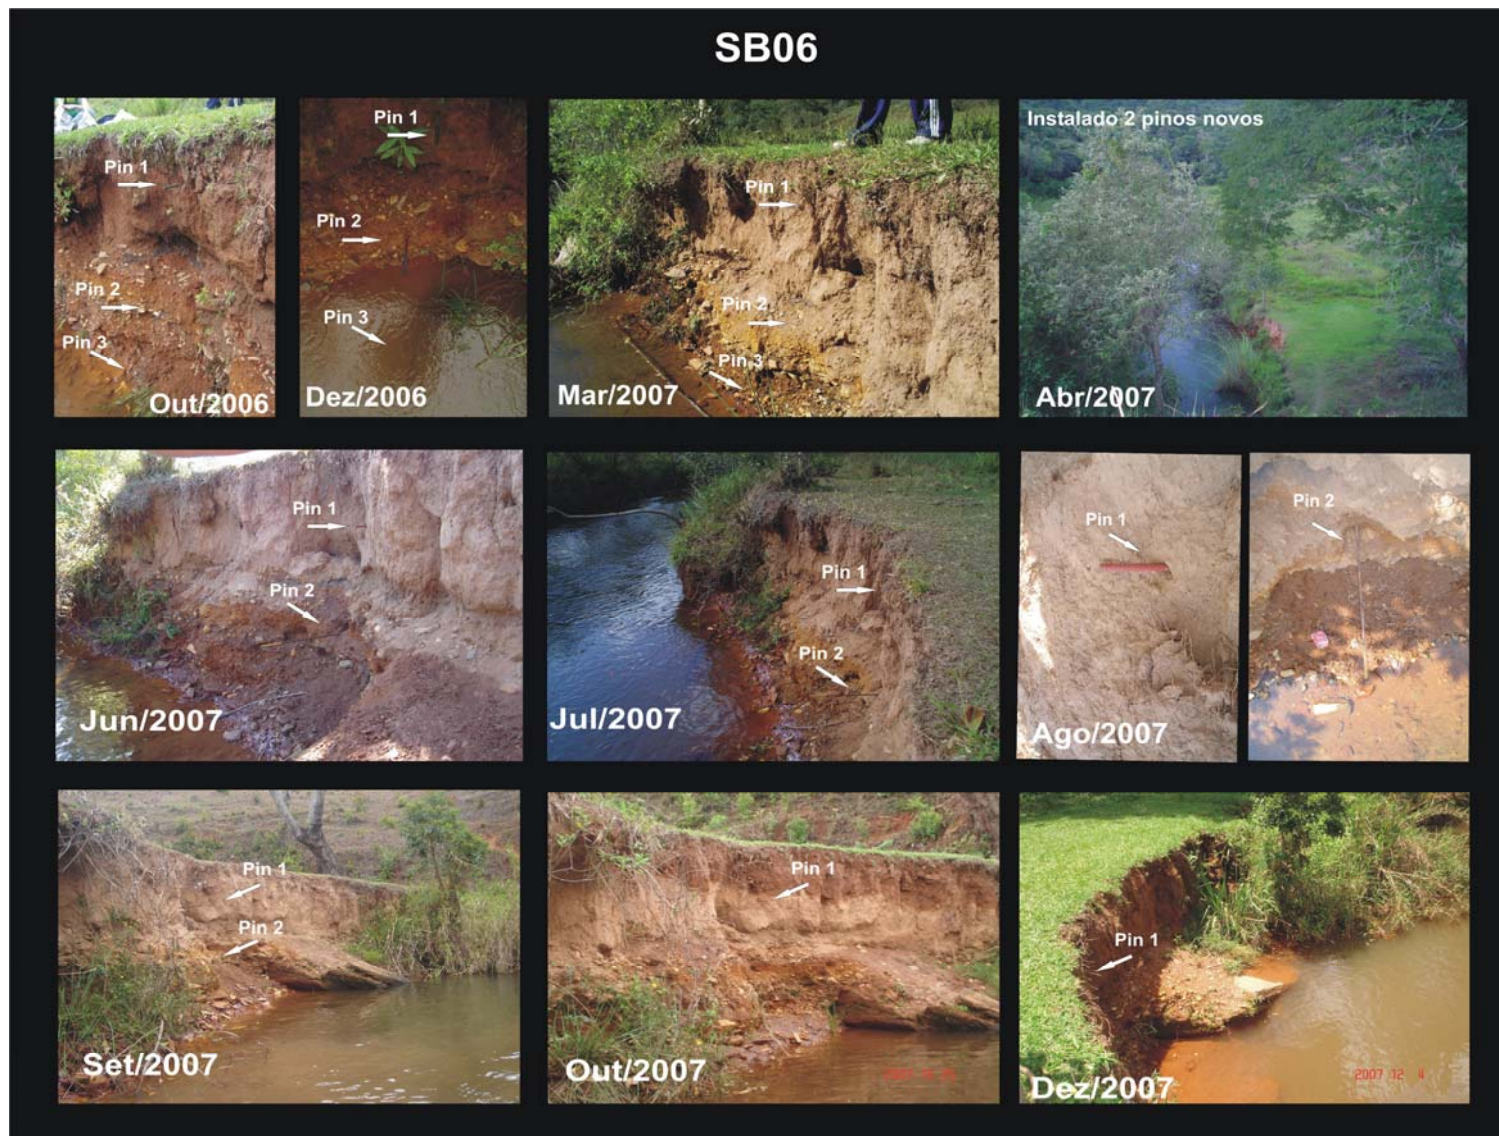 SB06
Pin 1
Pin 2
Pin 3
Out/2006
Pin 1
Pin 2
Pin 3
Dez/2006
Pin 1
Pin 2
Pin 3
Mar/2007
Instalado 2 pinos novos
Abr/2007
Pin 1
Pin 2
Jun/2007
Pin 1
Pin 2
Jul/2007
Pin 1
Ago/2007
Pin 2
Pin 1
Pin 2
Set/2007
Pin 1
Out/2007
Pin 1
Dez/2007
2007 12 4